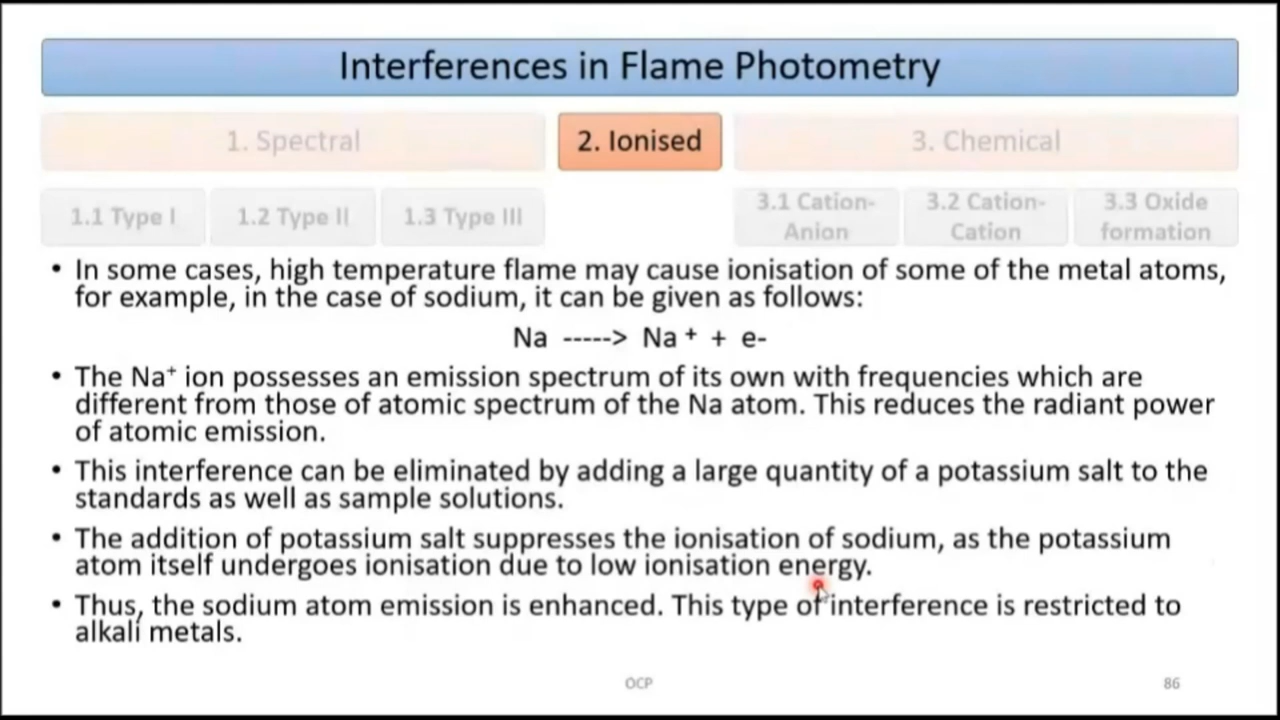 Interferences in Flame Photometry
1. Spectral
2. Ionised
3. Chemical
1.1 Type I
1.2 Type II
1.3 Type III
3.1 Cation-
Anion
3.2 Cation-
Cation
3.3 Oxide
formation
• In some cases, high temperature flame may cause ionisation of some of the metal atoms,
for example, in the case of sodium, it can be given as follows:
Na -----> Na⁺ + e-
• The Na⁺ ion possesses an emission spectrum of its own with frequencies which are
different from those of atomic spectrum of the Na atom. This reduces the radiant power
of atomic emission.
• This interference can be eliminated by adding a large quantity of a potassium salt to the
standards as well as sample solutions.
• The addition of potassium salt suppresses the ionisation of sodium, as the potassium
atom itself undergoes ionisation due to low ionisation energy.
• Thus, the sodium atom emission is enhanced. This type of interference is restricted to
alkali metals.
OCP
86